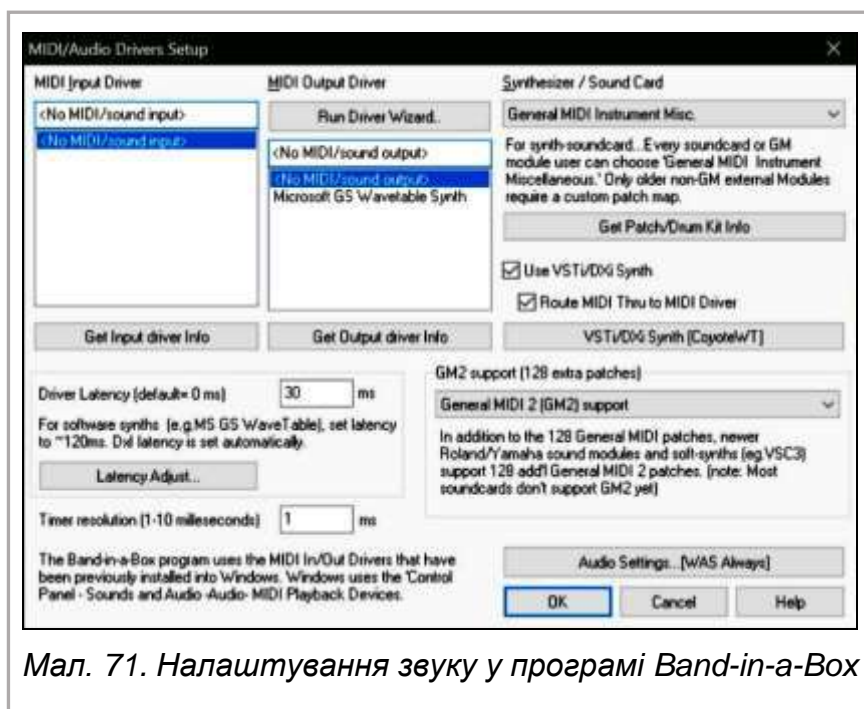 MIDI/Audio Drivers Setup
MIDI Input Driver
<No MIDI/sound input>
<No MIDI/sound input>
Get Input driver Info
MIDI Output Driver
Run Driver Wizard..
<No MIDI/sound output>
<No MIDI/sound output>
Microsoft GS Wavetable Synth
Get Output driver Info
Synthesizer / Sound Card
General MIDI Instrument Misc.
For synth-soundcard...Every soundcard or GM
module user can choose 'General MIDI Instrument
Miscellaneous.' Only older non-GM external Modules
require a custom patch map.
Get Patch/Drum Kit Info
Use VSTi/DXi Synth
Route MIDI Thru to MIDI Driver
VSTi/DXi Synth [CoyoteWT]
Driver Latency (default= 0 ms)
30
ms
For software synths (e.g.MS GS WaveTable), set latency
to ~120ms. DxI latency is set automatically.
Latency Adjust...
Timer resolution (1-10 milleseconds)
1
ms
GM2 support (128 extra patches)
General MIDI 2 (GM2) support
In addition to the 128 General MIDI patches, newer
Roland/Yamaha sound modules and soft-synths (eg.VSC3)
support 128 add'l General MIDI 2 patches. (note: Most
soundcards don't support GM2 yet)
The Band-in-a-Box program uses the MIDI In/Out Drivers that have
been previously installed into Windows. Windows uses the 'Control
Panel - Sounds and Audio -Audio- MIDI Playback Devices.
Audio Settings...[WAS Always]
OK
Cancel
Help
Мал. 71. Налаштування звуку у програмі Band-in-a-Box